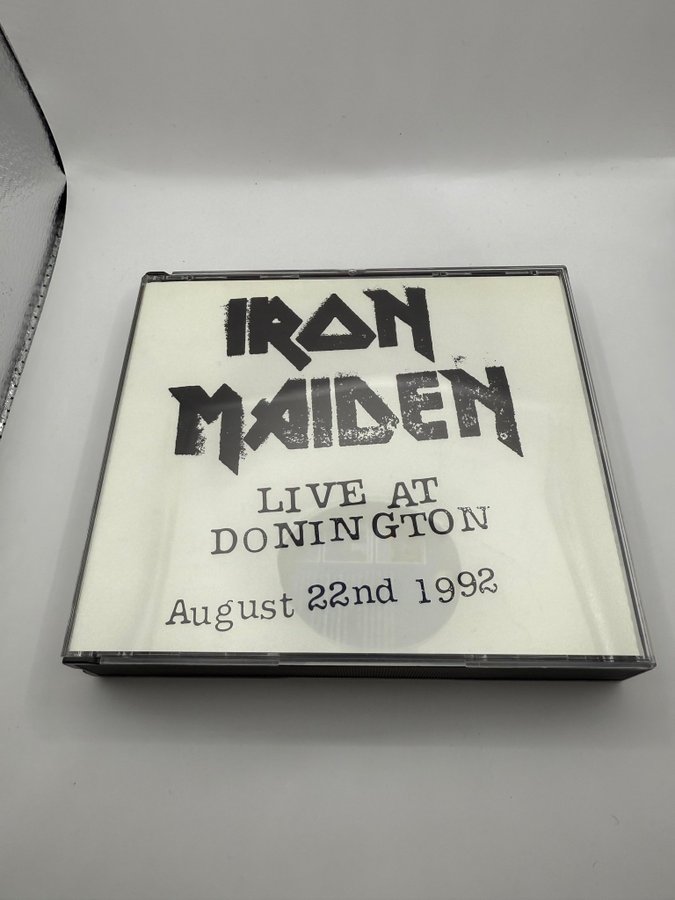 IRON
MAIDEN
LIVE AT
DONINGTON
August 22nd 1992